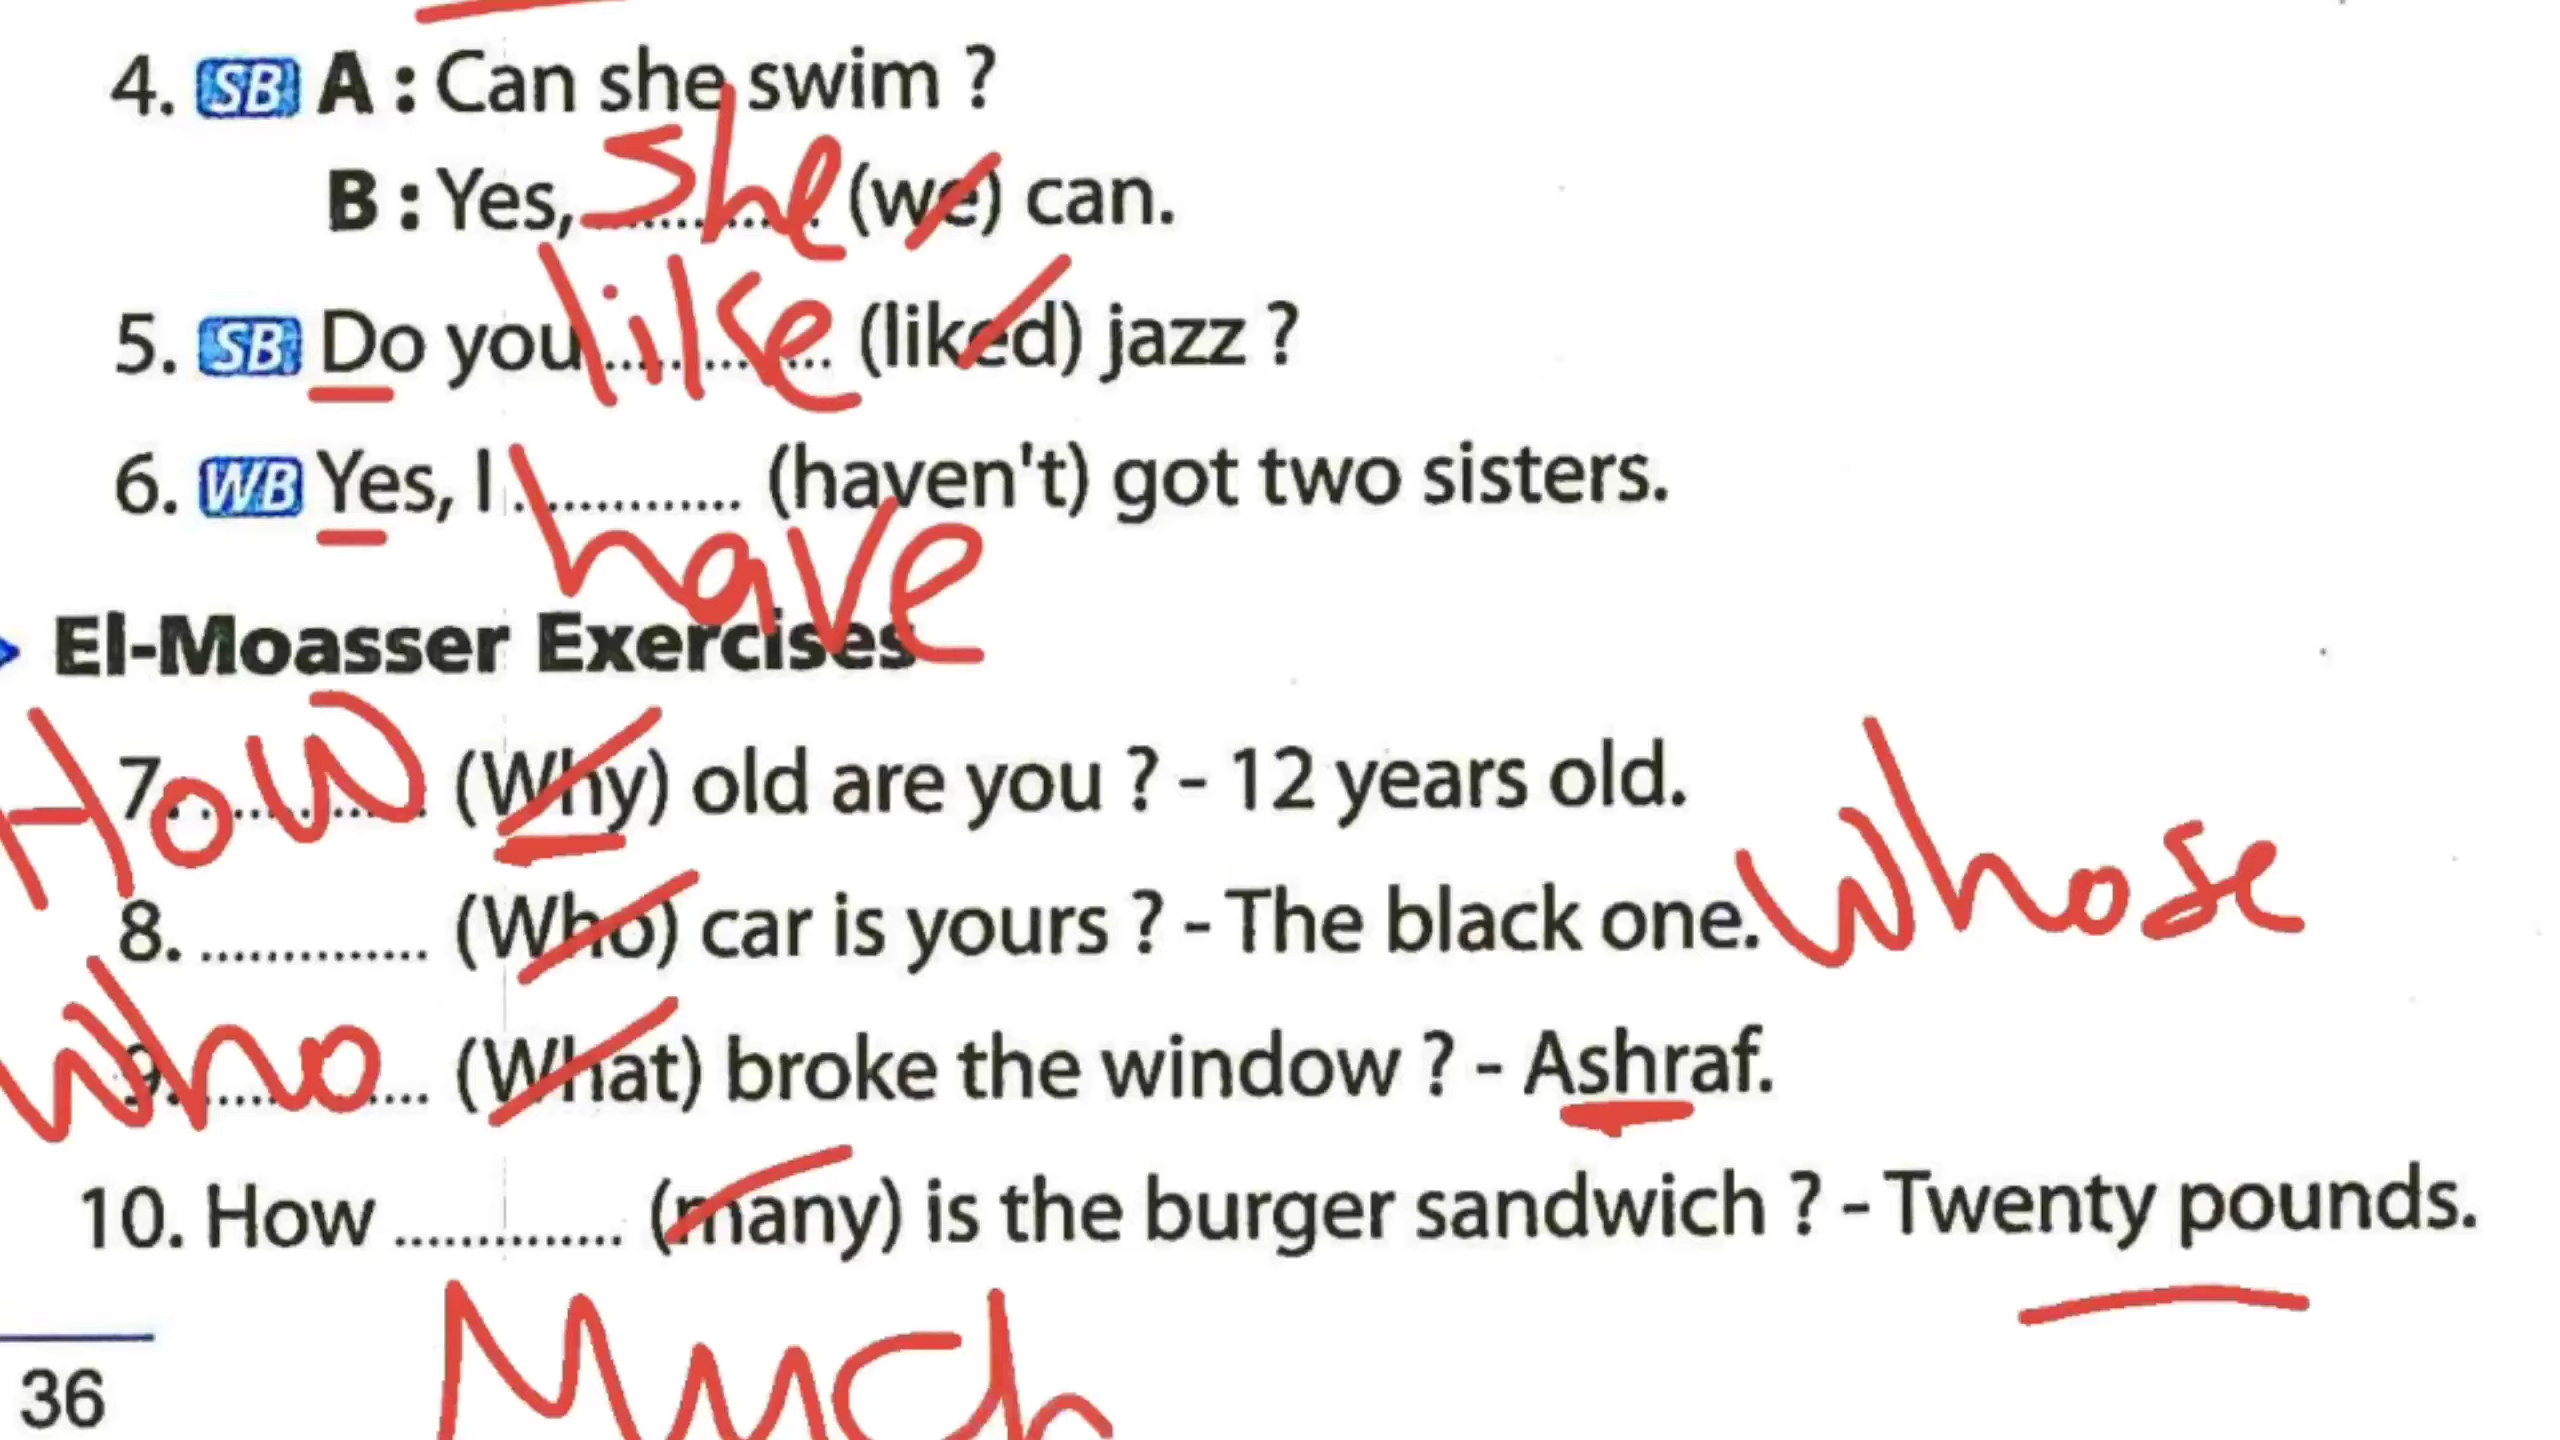 4. SB A : Can she swim ?
B : Yes, she (we) can.
5. SB Do you like (liked) jazz ?
6. WB Yes, I have (haven't) got two sisters.
El-Moasser Exercises
7. How (Why) old are you ? - 12 years old.
8. .............. (Who) car is yours ? - The black one. whose
9. who (What) broke the window ? - Ashraf.
10. How .............. (many) is the burger sandwich ? - Twenty pounds.
Much
36